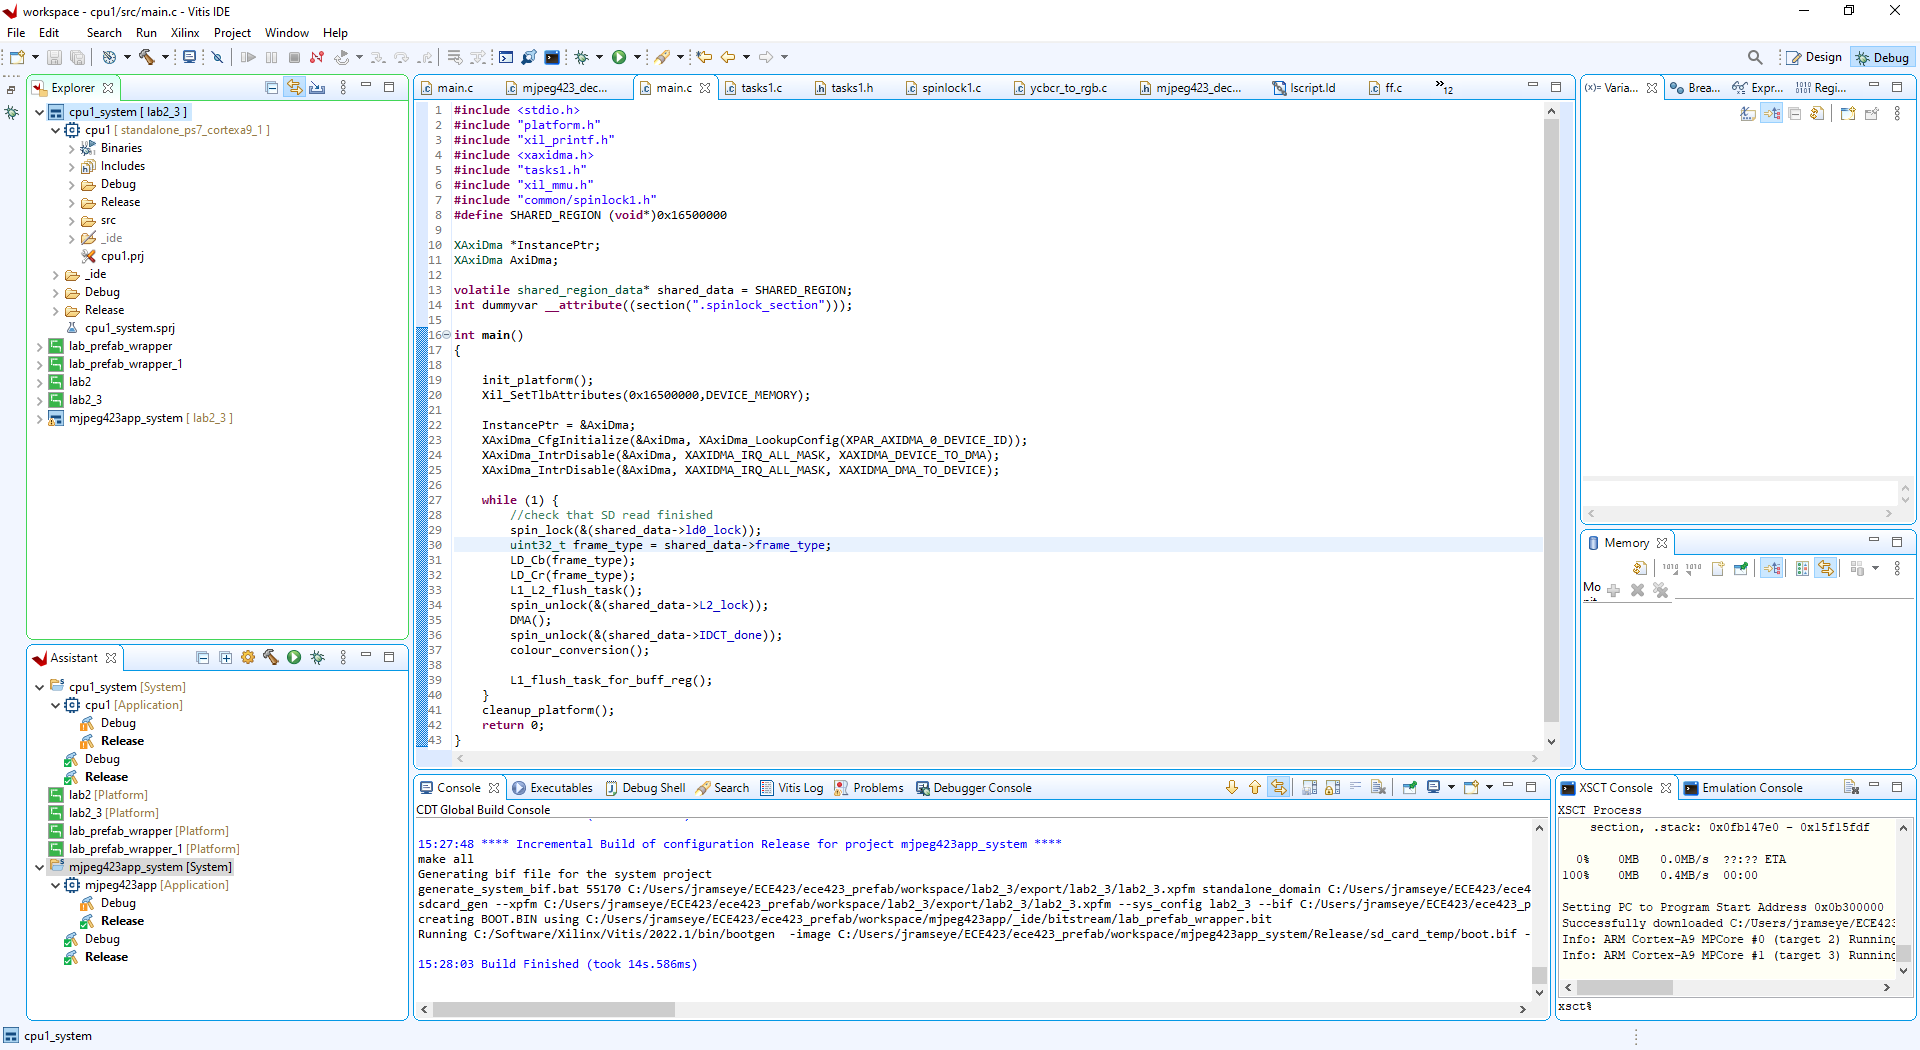 workspace - cpu1/src/main.c - Vitis IDE
File Edit Search Run Xilinx Project Window Help
Design Debug
Explorer
cpu1_system [ lab2_3 ]
cpu1 [ standalone_ps7_cortexa9_1 ]
Binaries
Includes
Debug
Release
src
_ide
cpu1.prj
_ide
Debug
Release
cpu1_system.sprj
lab_prefab_wrapper
lab_prefab_wrapper_1
lab2
lab2_3
mjpeg423app_system [ lab2_3 ]
Assistant
cpu1_system [System]
cpu1 [Application]
Debug
Release
Debug
Release
lab2 [Platform]
lab2_3 [Platform]
lab_prefab_wrapper [Platform]
lab_prefab_wrapper_1 [Platform]
mjpeg423app_system [System]
mjpeg423app [Application]
Debug
Release
Debug
Release
main.c mjpeg423_dec... main.c tasks1.c tasks1.h spinlock1.c ycbcr_to_rgb.c mjpeg423_dec... lscript.ld ff.c »12
1 #include <stdio.h>
2 #include "platform.h"
3 #include "xil_printf.h"
4 #include <xaxidma.h>
5 #include "tasks1.h"
6 #include "xil_mmu.h"
7 #include "common/spinlock1.h"
8 #define SHARED_REGION (void*)0x16500000
9
10 XAxiDma *InstancePtr;
11 XAxiDma AxiDma;
12
13 volatile shared_region_data* shared_data = SHARED_REGION;
14 int dummyvar __attribute((section(".spinlock_section")));
15
16 int main()
17 {
18
19 init_platform();
20 Xil_SetTlbAttributes(0x16500000,DEVICE_MEMORY);
21
22 InstancePtr = &AxiDma;
23 XAxiDma_CfgInitialize(&AxiDma, XAxiDma_LookupConfig(XPAR_AXIDMA_0_DEVICE_ID));
24 XAxiDma_IntrDisable(&AxiDma, XAXIDMA_IRQ_ALL_MASK, XAXIDMA_DEVICE_TO_DMA);
25 XAxiDma_IntrDisable(&AxiDma, XAXIDMA_IRQ_ALL_MASK, XAXIDMA_DMA_TO_DEVICE);
26
27 while (1) {
28 //check that SD read finished
29 spin_lock(&(shared_data->ld0_lock));
30 uint32_t frame_type = shared_data->frame_type;
31 LD_Cb(frame_type);
32 LD_Cr(frame_type);
33 L1_L2_flush_task();
34 spin_unlock(&(shared_data->L2_lock));
35 DMA();
36 spin_unlock(&(shared_data->IDCT_done));
37 colour_conversion();
38
39 L1_flush_task_for_buff_reg();
40 }
41 cleanup_platform();
42 return 0;
43 }
(x)= Varia... Brea... Expr... Regi...
Memory
Mo
Console Executables Debug Shell Search Vitis Log Problems Debugger Console
CDT Global Build Console
15:27:48 **** Incremental Build of configuration Release for project mjpeg423app_system ****
make all
Generating bif file for the system project
generate_system_bif.bat 55170 C:/Users/jramseye/ECE423/ece423_prefab/workspace/lab2_3/export/lab2_3/lab2_3.xpfm standalone_domain C:/Users/jramseye/ECE423/ece4
sdcard_gen --xpfm C:/Users/jramseye/ECE423/ece423_prefab/workspace/lab2_3/export/lab2_3/lab2_3.xpfm --sys_config lab2_3 --bif C:/Users/jramseye/ECE423/ece423_p
creating BOOT.BIN using C:/Users/jramseye/ECE423/ece423_prefab/workspace/mjpeg423app/_ide/bitstream/lab_prefab_wrapper.bit
Running C:/Software/Xilinx/Vitis/2022.1/bin/bootgen -image C:/Users/jramseye/ECE423/ece423_prefab/workspace/mjpeg423app_system/Release/sd_card_temp/boot.bif -
15:28:03 Build Finished (took 14s.586ms)
XSCT Console Emulation Console
XSCT Process
section, .stack: 0x0fb147e0 - 0x15f15fdf
0% 0MB 0.0MB/s ??:?? ETA
100% 0MB 0.4MB/s 00:00
Setting PC to Program Start Address 0x0b300000
Successfully downloaded C:/Users/jramseye/ECE423
Info: ARM Cortex-A9 MPCore #0 (target 2) Running
Info: ARM Cortex-A9 MPCore #1 (target 3) Running
xsct%
cpu1_system